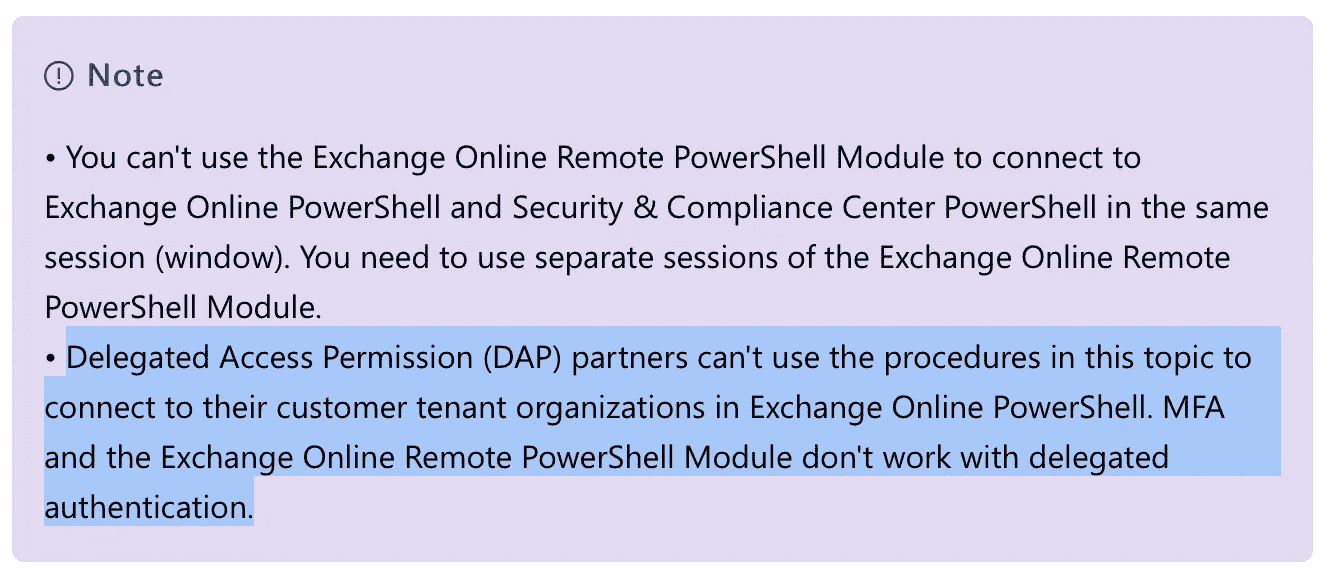 Note
• You can't use the Exchange Online Remote PowerShell Module to connect to
Exchange Online PowerShell and Security & Compliance Center PowerShell in the same
session (window). You need to use separate sessions of the Exchange Online Remote
PowerShell Module.
• Delegated Access Permission (DAP) partners can't use the procedures in this topic to
connect to their customer tenant organizations in Exchange Online PowerShell. MFA
and the Exchange Online Remote PowerShell Module don't work with delegated
authentication.